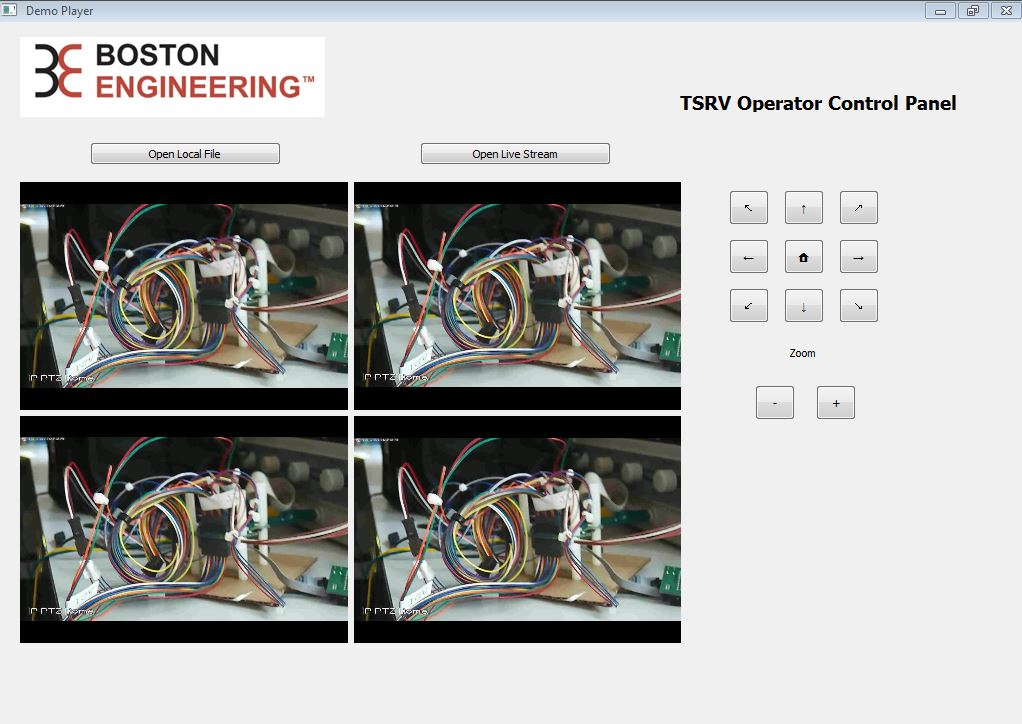 Demo Player
BOSTON
ENGINEERING™
TSRV Operator Control Panel
Open Local File
Open Live Stream
↖ ↑ ↗
← →
↙ ↓ ↘
Zoom
- +